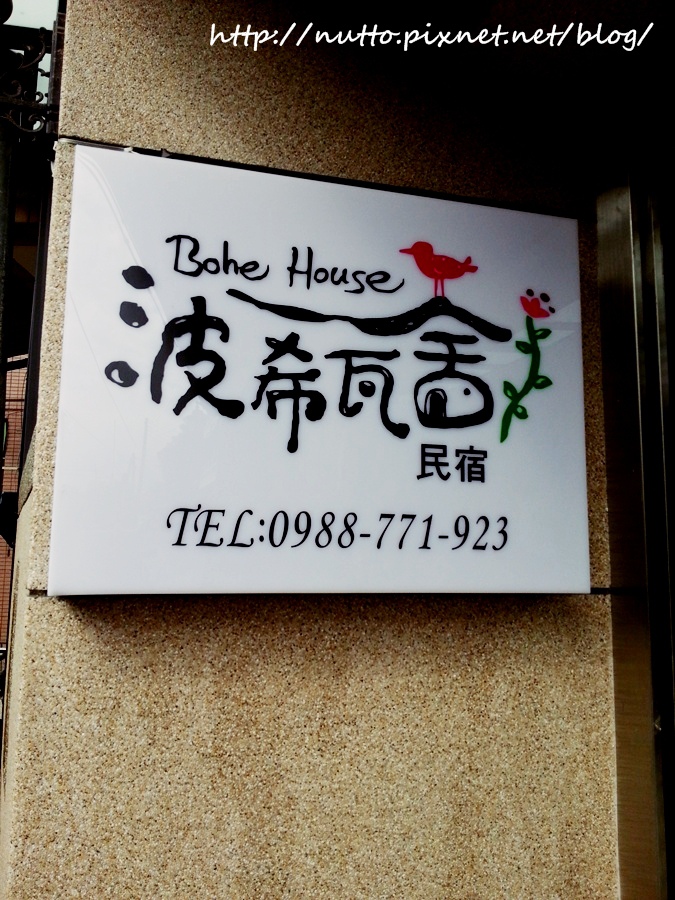 http://nutto.pixnet.net/blog/
Bohe House
波希瓦舍
民宿
TEL:0988-771-923